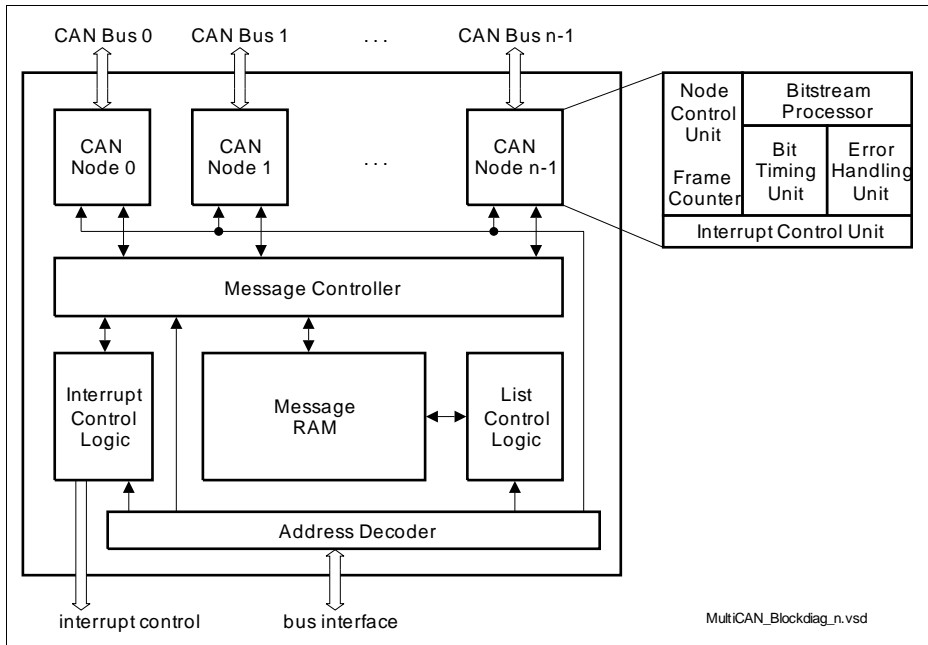 CAN Bus 0
CAN Bus 1
. . .
CAN Bus n-1
CAN
Node 0
CAN
Node 1
. . .
CAN
Node n-1
Node
Control
Unit
Frame
Counter
Bitstream
Processor
Bit
Timing
Unit
Error
Handling
Unit
Interrupt Control Unit
Message Controller
Interrupt
Control
Logic
Message
RAM
List
Control
Logic
Address Decoder
interrupt control
bus interface
MultiCAN_Blockdiag_n.vsd